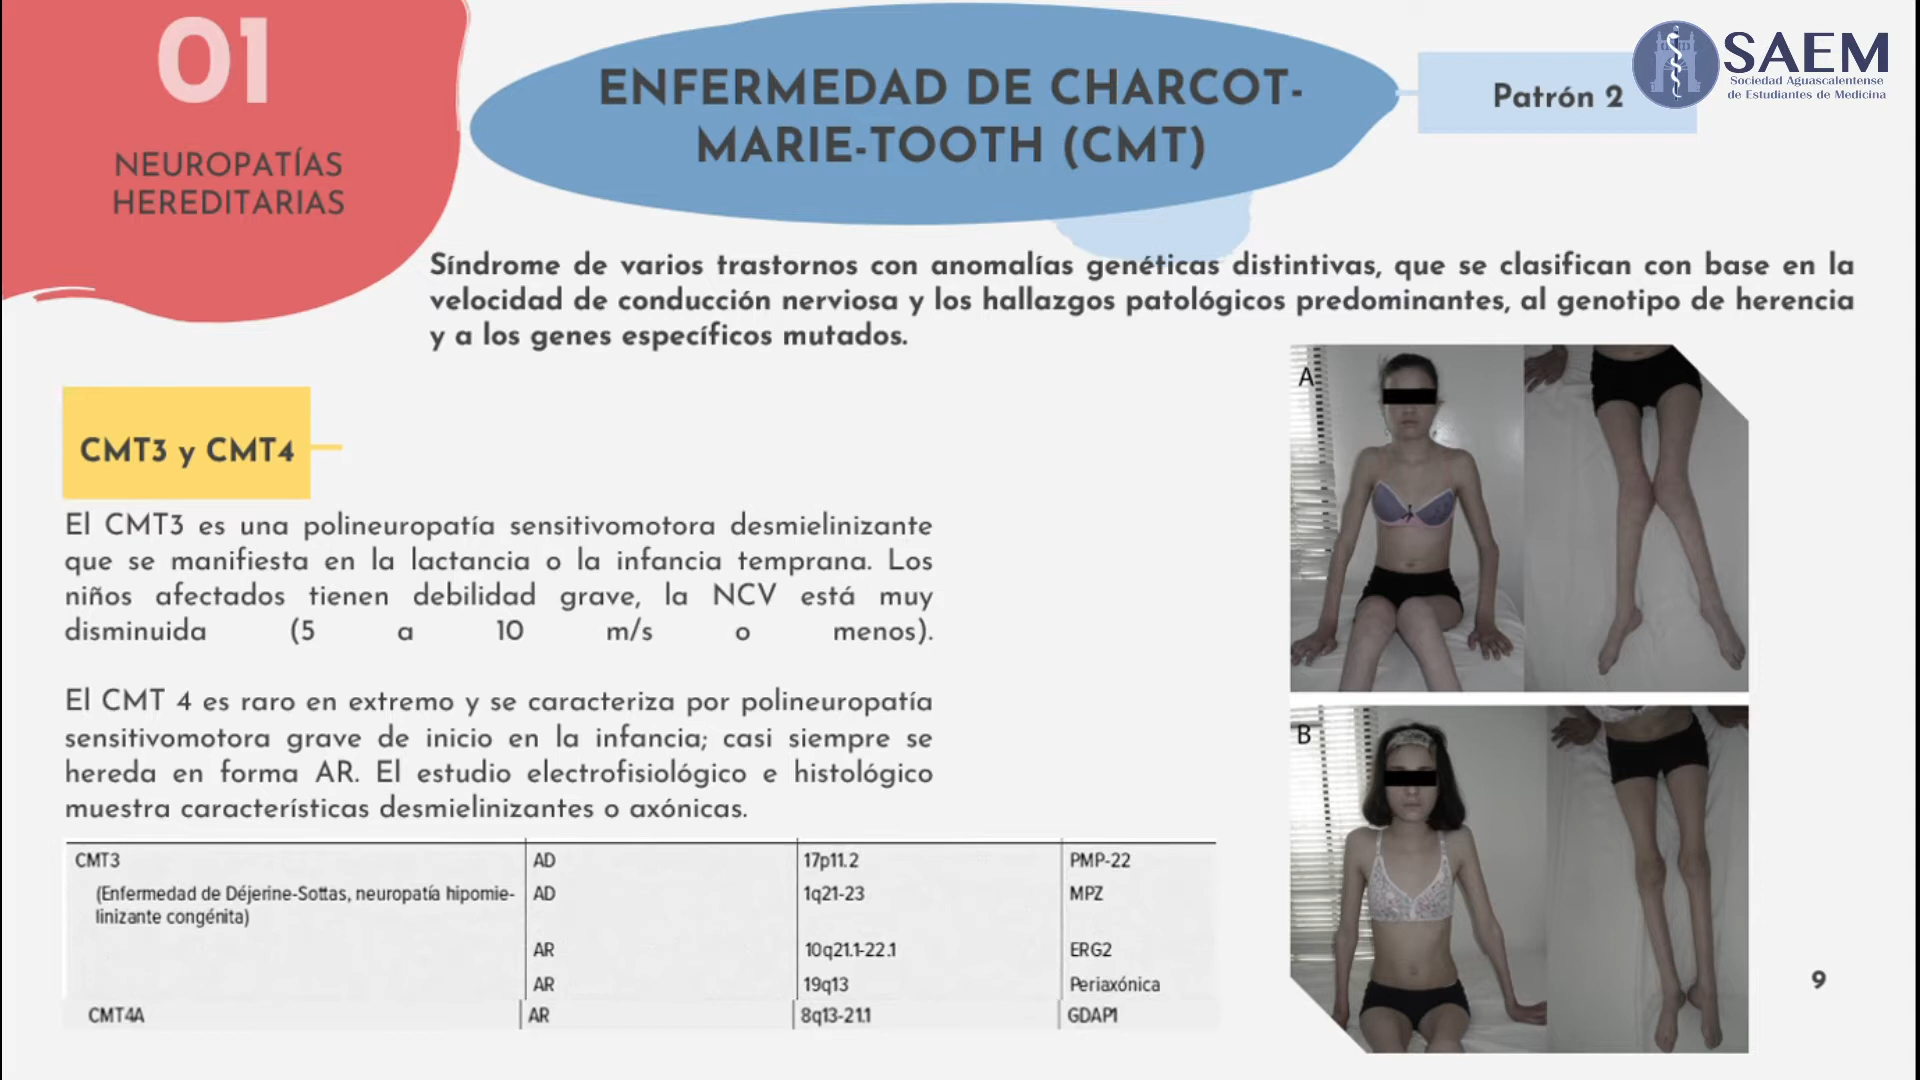 01
NEUROPATÍAS
HEREDITARIAS
ENFERMEDAD DE CHARCOT-
MARIE-TOOTH (CMT)
Patrón 2
SAEM
Sociedad Aguascalentense
de Estudiantes de Medicina
Síndrome de varios trastornos con anomalías genéticas distintivas, que se clasifican con base en la
velocidad de conducción nerviosa y los hallazgos patológicos predominantes, al genotipo de herencia
y a los genes específicos mutados.
CMT3 y CMT4
El CMT3 es una polineuropatía sensitivomotora desmielinizante
que se manifiesta en la lactancia o la infancia temprana. Los
niños afectados tienen debilidad grave, la NCV está muy
disminuida (5 a 10 m/s o menos).
El CMT 4 es raro en extremo y se caracteriza por polineuropatía
sensitivomotora grave de inicio en la infancia; casi siempre se
hereda en forma AR. El estudio electrofisiológico e histológico
muestra características desmielinizantes o axónicas.
CMT3 AD 17p11.2 PMP-22
(Enfermedad de Déjerine-Sottas, neuropatía hipomie- AD 1q21-23 MPZ
linizante congénita)
AR 10q21.1-22.1 ERG2
AR 19q13 Periaxónica
CMT4A AR 8q13-21.1 GDAP1
A
B
9